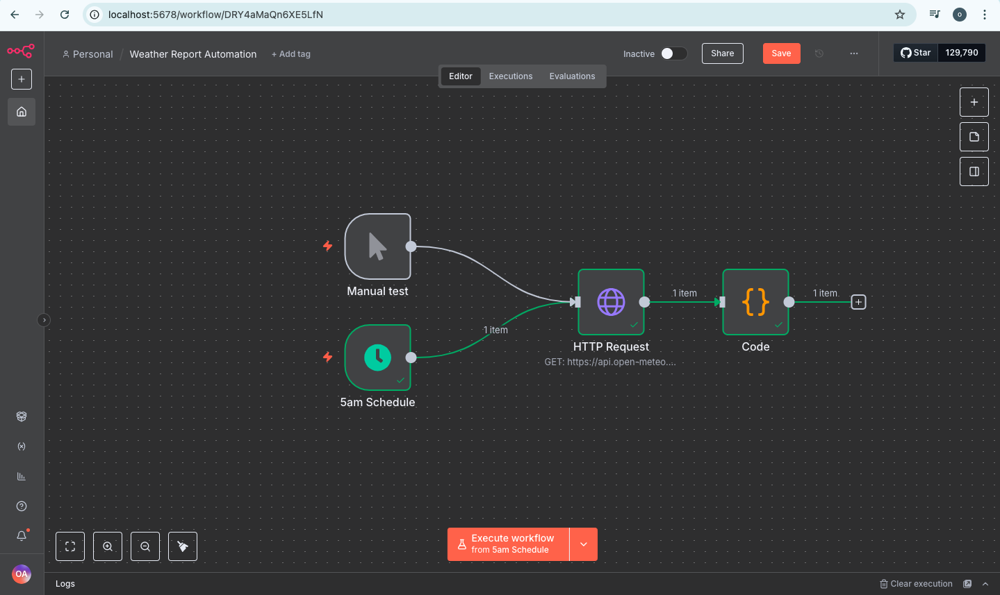 localhost:5678/workflow/DRY4aMaQn6XE5LfN
o
Personal / Weather Report Automation + Add tag
Inactive
Share
Save
Star 129,790
Editor Executions Evaluations
Manual test
1 item
5am Schedule
HTTP Request
GET: https://api.open-meteo....
1 item
Code
1 item
Execute workflow
from 5am Schedule
OA
Logs
Clear execution